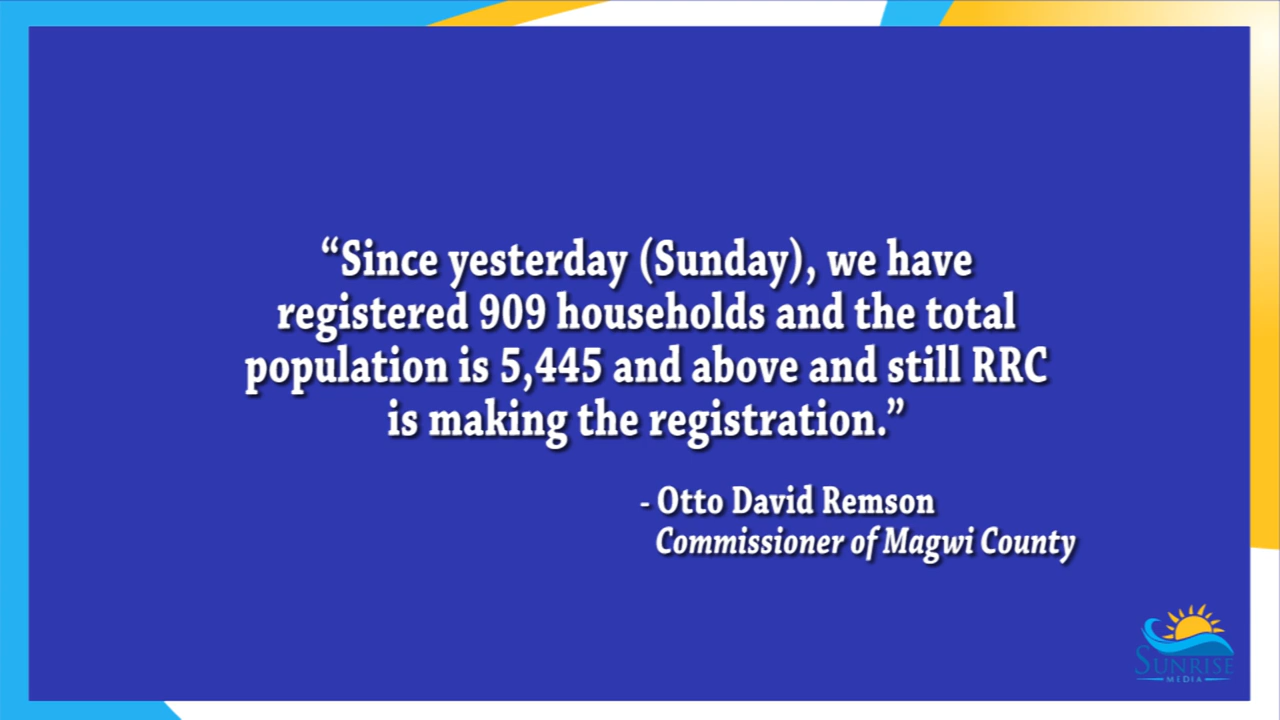 “Since yesterday (Sunday), we have
registered 909 households and the total
population is 5,445 and above and still RRC
is making the registration.”
- Otto David Remson
Commissioner of Magwi County
SUNRISE
MEDIA